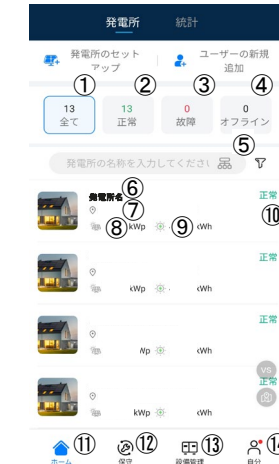 発電所 統計
発電所のセット
アップ
ユーザーの新規
追加
① ② ③ ④
13 13 0 0
全て 正常 故障 オフライン
⑤
発電所の名称を入力してください
正常
⑥
発電所名
⑦
⑧ kWp ⑨ kWh ⑩
正常
kWp kWh
正常
Wp kWh
VS
正常
kWp kWh
⑪ ⑫ ⑬ ⑭
ホーム 保守 設備管理 自分